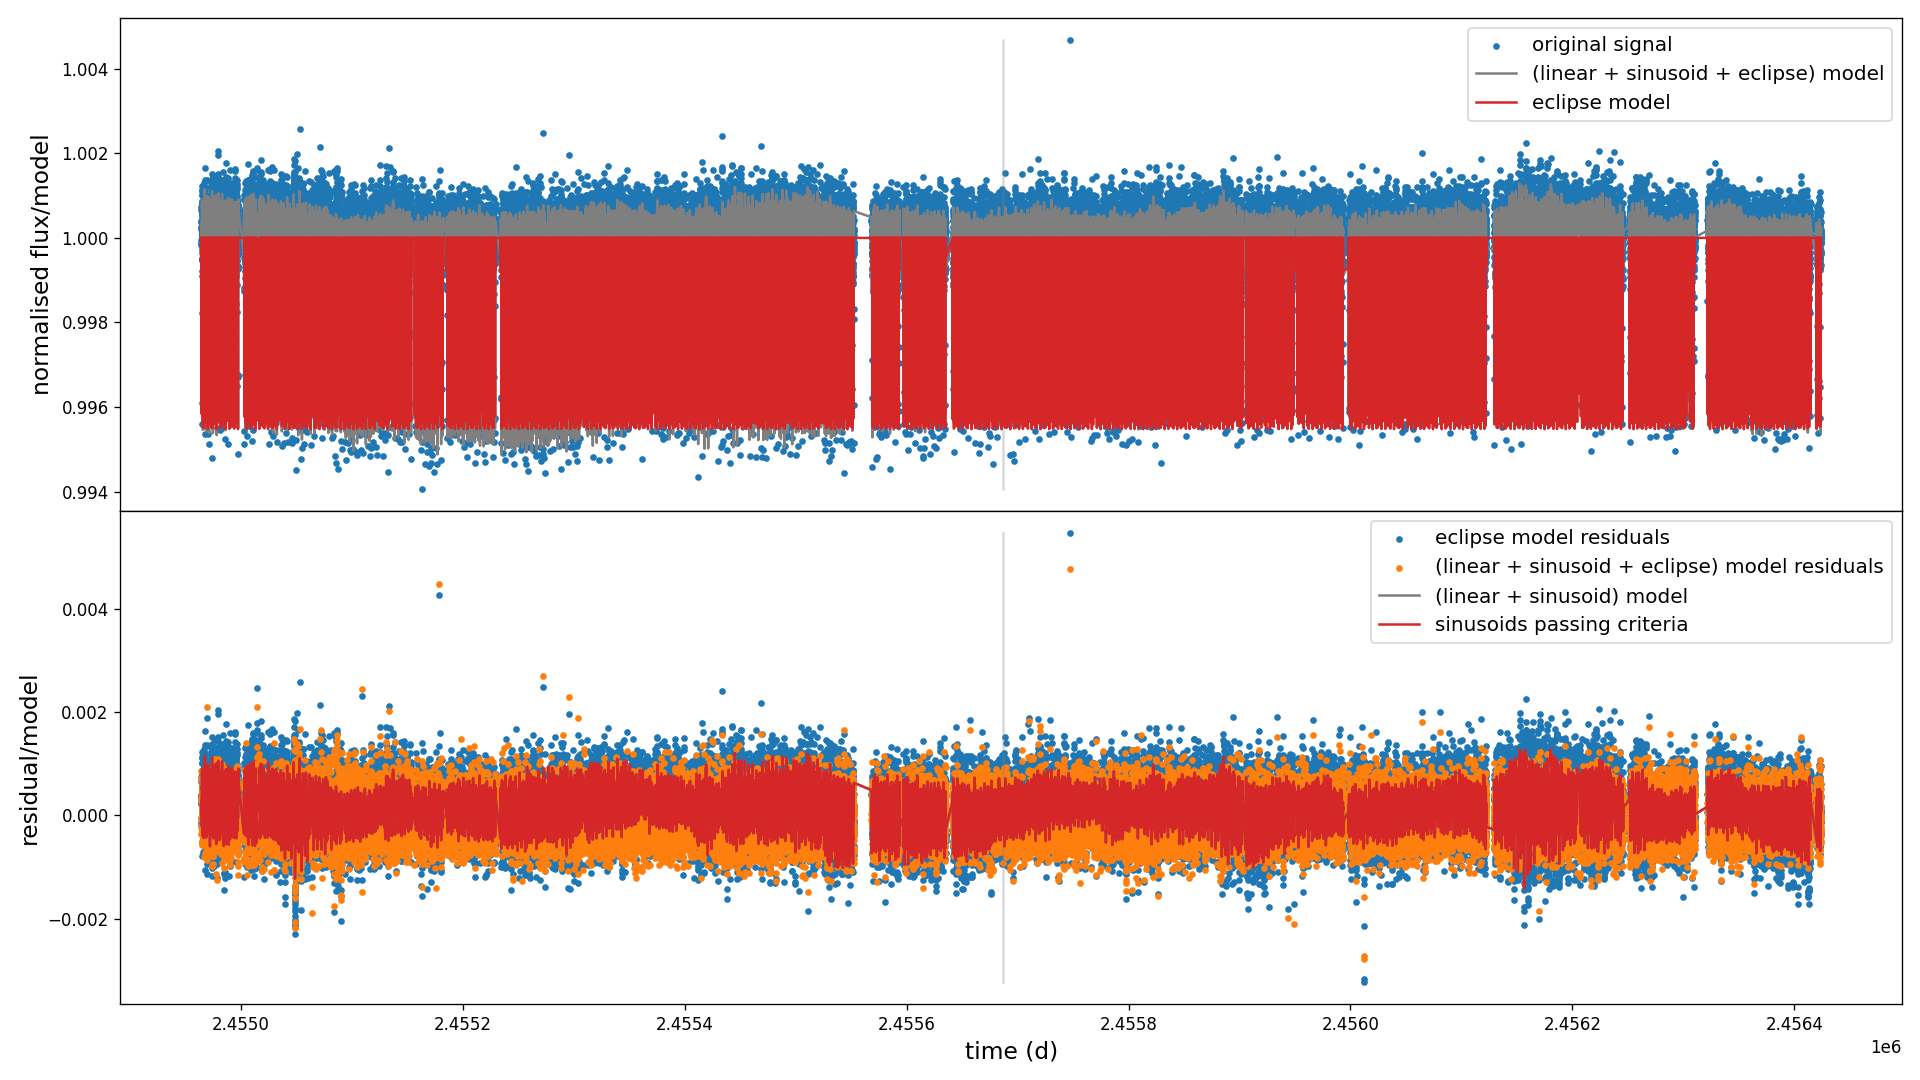 original signal
(linear + sinusoid + eclipse) model
eclipse model
normalised flux/model
1.004
1.002
1.000
0.998
0.996
0.994
eclipse model residuals
(linear + sinusoid + eclipse) model residuals
(linear + sinusoid) model
sinusoids passing criteria
residual/model
0.004
0.002
0.000
−0.002
2.4550
2.4552
2.4554
2.4556
2.4558
2.4560
2.4562
2.4564
time (d)
1e6